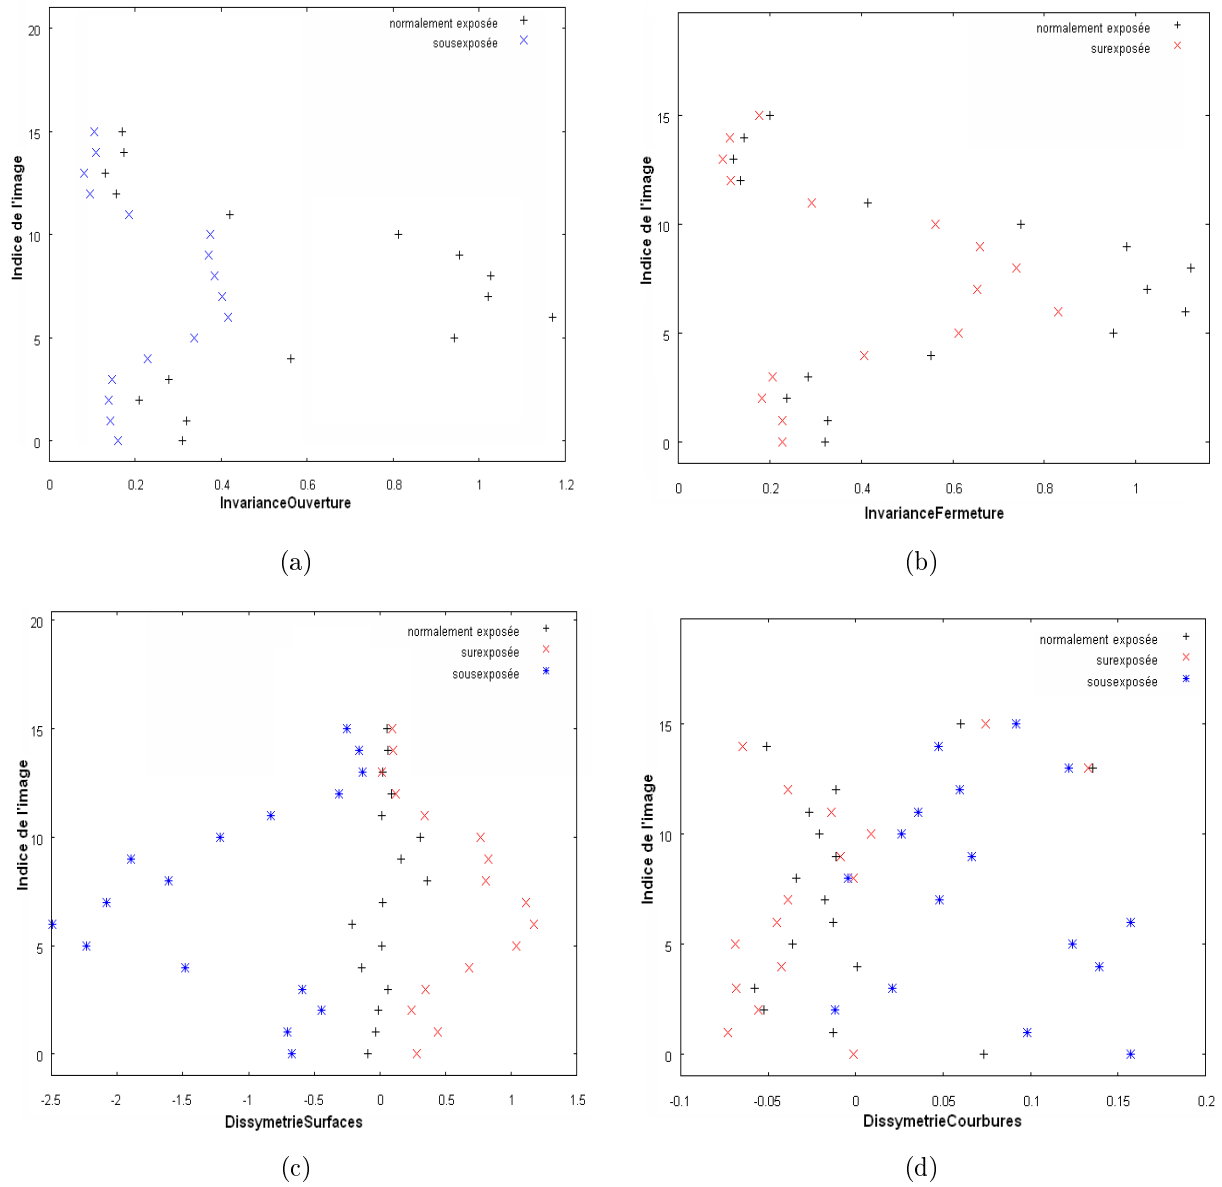 normalement exposée
sousexposée
20
15
10
5
0
Indice de l'image
0 0.2 0.4 0.6 0.8 1 1.2
InvarianceOuverture
(a)
normalement exposée
surexposée
15
10
5
0
Indice de l'image
0 0.2 0.4 0.6 0.8 1
InvarianceFermeture
(b)
normalement exposée
surexposée
sousexposée
20
15
10
5
0
Indice de l'image
-2.5 -2 -1.5 -1 -0.5 0 0.5 1 1.5
DissymetrieSurfaces
(c)
normalement exposée
surexposée
sousexposée
15
10
5
0
Indice de l'image
-0.1 -0.05 0 0.05 0.1 0.15 0.2
DissymetrieCourbures
(d)